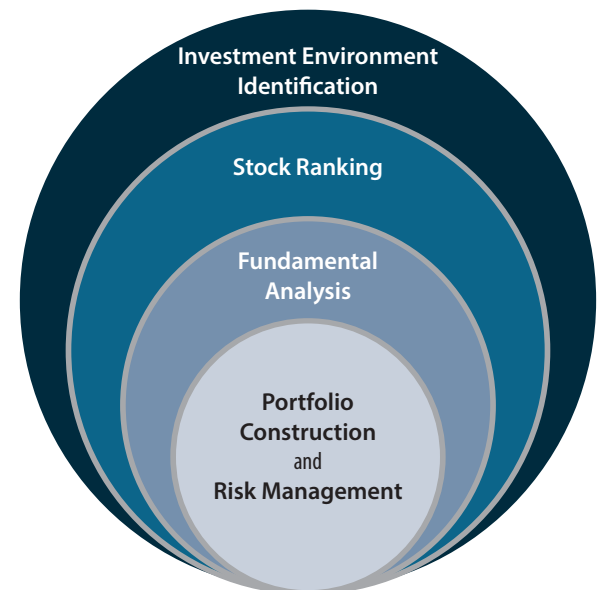 Investment Environment
Identification
Stock Ranking
Fundamental
Analysis
Portfolio
Construction
and
Risk Management